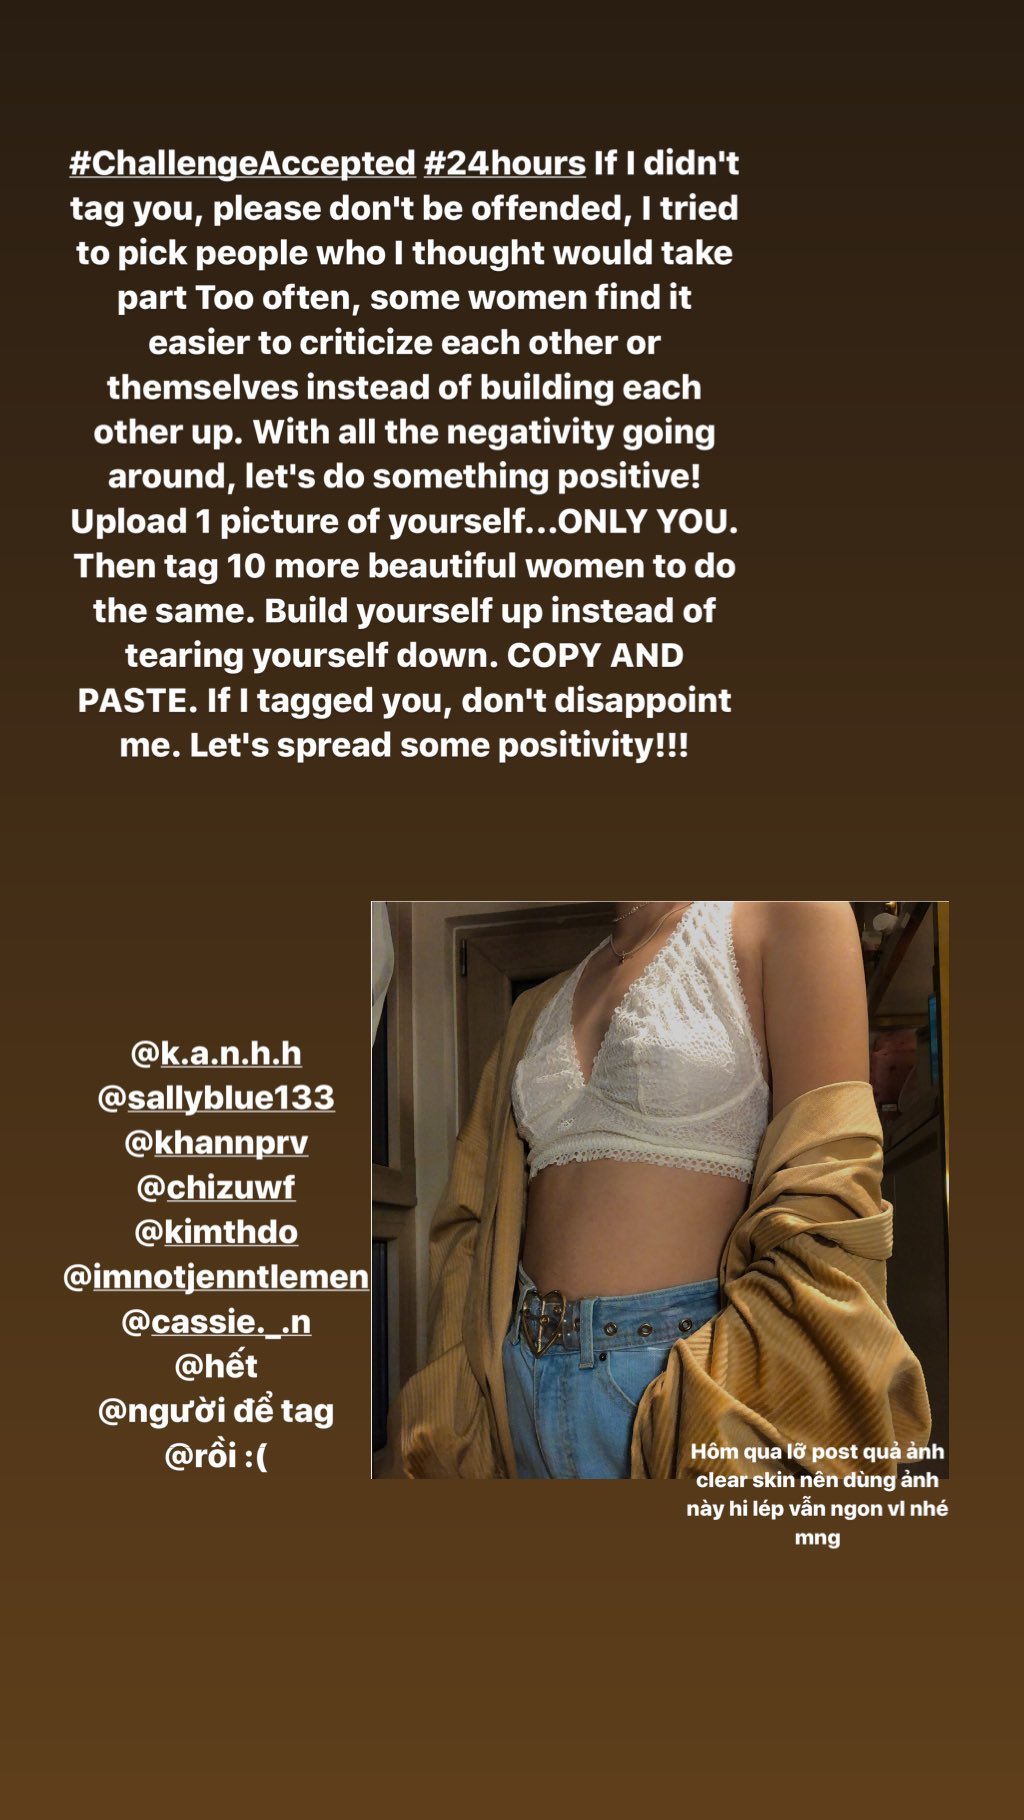 #ChallengeAccepted #24hours If I didn't
tag you, please don't be offended, I tried
to pick people who I thought would take
part Too often, some women find it
easier to criticize each other or
themselves instead of building each
other up. With all the negativity going
around, let's do something positive!
Upload 1 picture of yourself...ONLY YOU.
Then tag 10 more beautiful women to do
the same. Build yourself up instead of
tearing yourself down. COPY AND
PASTE. If I tagged you, don't disappoint
me. Let's spread some positivity!!!
@k.a.n.h.h
@sallyblue133
@khannprv
@chizuwf
@kimthdo
@imnotjenntlemen
@cassie._.n
@hết
@người để tag
@rồi :(
Hôm qua lỡ post quả ảnh
clear skin nên dùng ảnh
này hi lép vẫn ngon vl nhé
mng